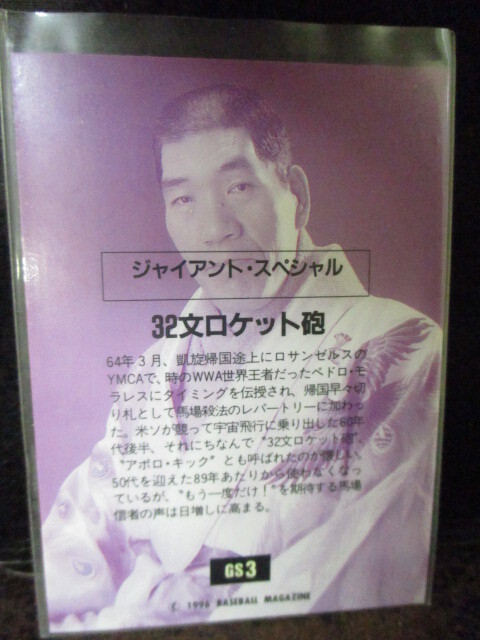 ジャイアント・スペシャル
32文ロケット砲
64年3月、凱旋帰国途上にロサンゼルスの
YMCAで、時のWWA世界王者だったペドロ・モ
ラレスにタイミングを伝授され、帰国早々切
り札として馬場殺法のレパートリーに加わっ
た。米ソが競って宇宙飛行に乗り出した60年
代後半、それにちなんで"32文ロケット砲"、
"アポロ・キック"とも呼ばれたのが懐しい。
50代を迎えた89年あたりから使わなくなっ
ているが、"もう一度だけ！"を期待する馬場
信者の声は日増しに高まる。
GS3
© 1996 BASEBALL MAGAZINE